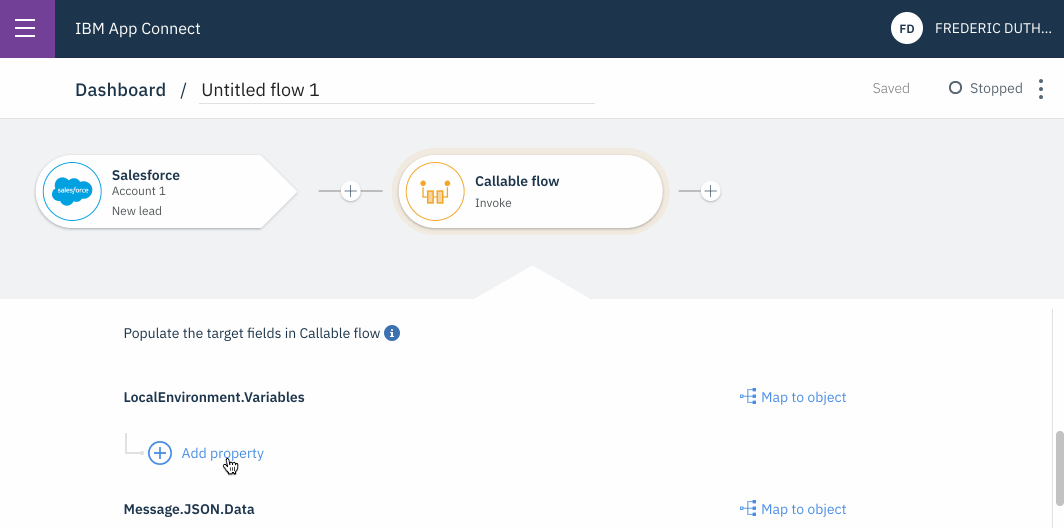 IBM App Connect
FD
FREDERIC DUTH...
Dashboard / Untitled flow 1
Saved
Stopped
salesforce
Salesforce
Account 1
New lead
Callable flow
Invoke
Populate the target fields in Callable flow
LocalEnvironment.Variables
Map to object
Add property
Message.JSON.Data
Map to object